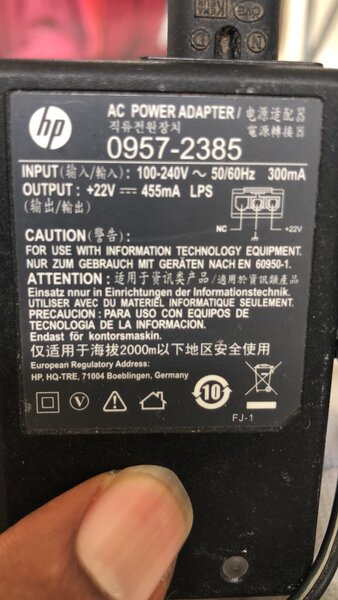 hp
AC POWER ADAPTER / 电源适配器
직류전원장치 電源轉接器
0957-2385
INPUT(输入/輸入) : 100-240V ~ 50/60Hz 300mA
OUTPUT : +22V ⎓ 455mA LPS
(输出/輸出)
NC +22V
CAUTION (警告) :
FOR USE WITH INFORMATION TECHNOLOGY EQUIPMENT.
NUR ZUM GEBRAUCH MIT GERÄTEN NACH EN 60950-1.
ATTENTION : 适用于资讯类产品/適用於資訊類產品
Einsatz nnur in Einrichtungen der Informationstechnik.
UTILISER AVEC DU MATERIEL INFORMATIQUE SEULEMENT.
PRECAUCION : PARA USO CON EQUIPOS DE
TECNOLOGIA DE LA INFORMACION.
Endast för kontorsmaskin.
仅适用于海拔2000m以下地区安全使用
European Regulatory Address:
HP, HQ-TRE, 71004 Boeblingen, Germany
V
10
FJ-1